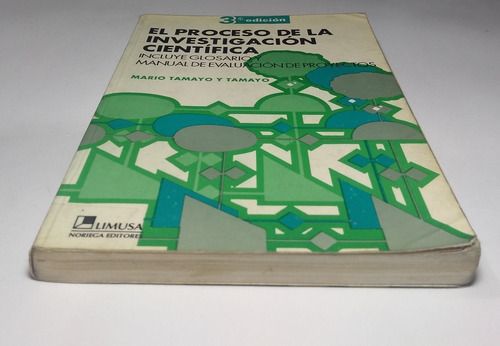 3ª edición
EL PROCESO DE LA
INVESTIGACIÓN
CIENTÍFICA
INCLUYE GLOSARIO Y
MANUAL DE EVALUACIÓN DE PROYECTOS
MARIO TAMAYO Y TAMAYO
LIMUSA
NORIEGA EDITORES